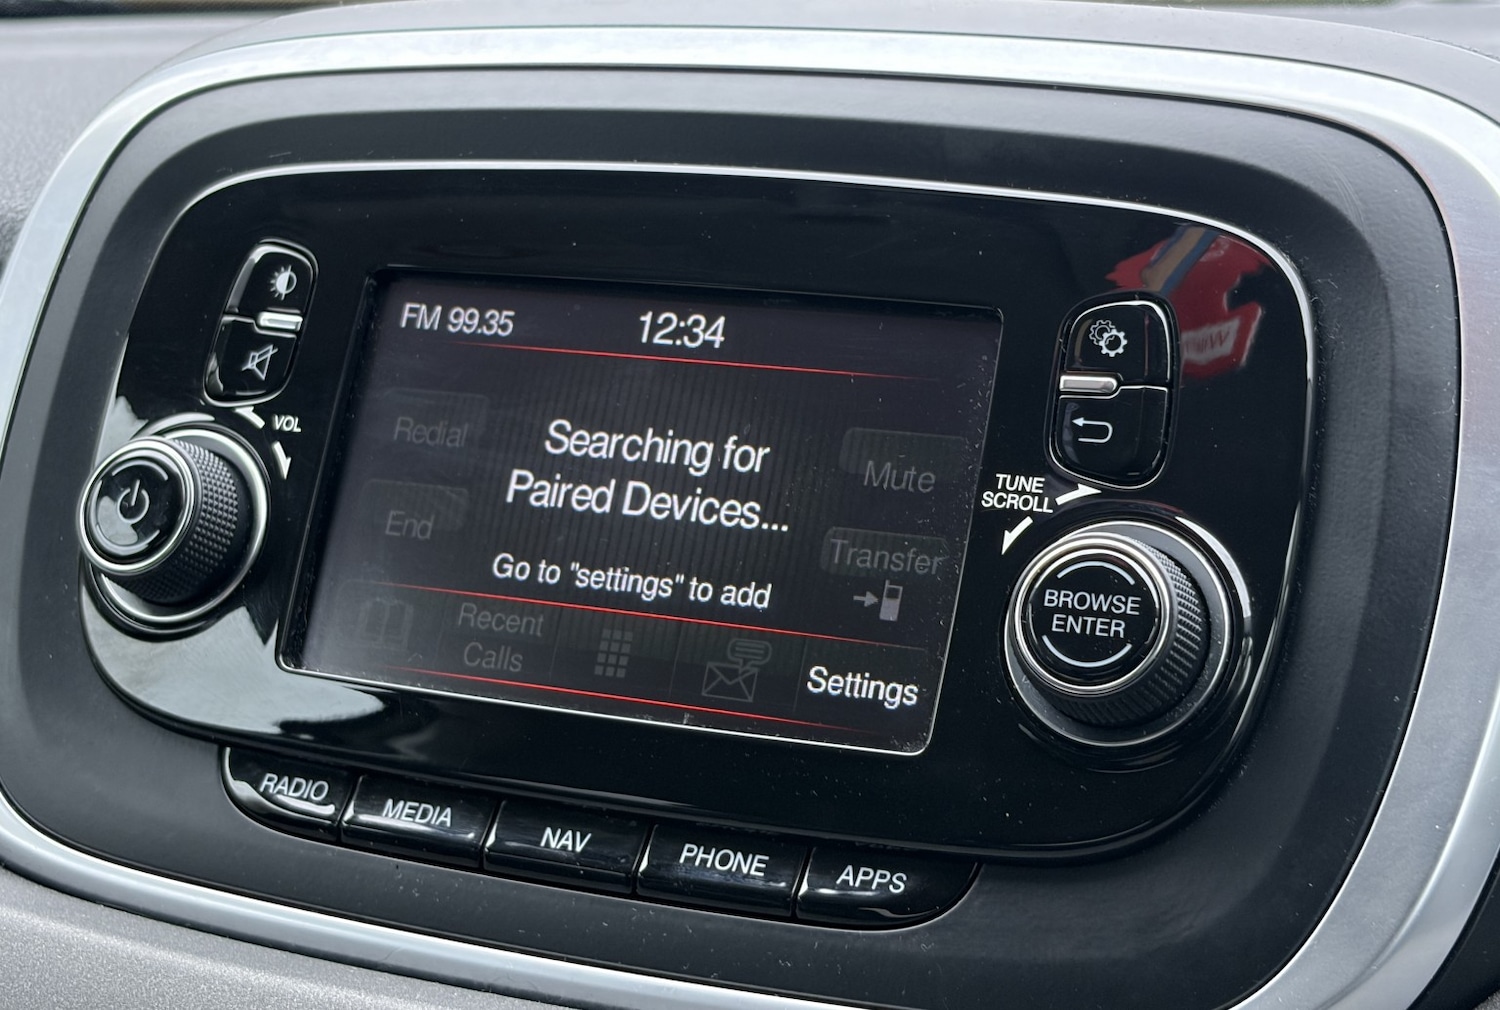 FM 99.35
12:34
Searching for
Paired Devices...
Go to "settings" to add
Redial
End
Mute
Transfer
Recent
Calls
Settings
VOL
TUNE
SCROLL
BROWSE
ENTER
RADIO
MEDIA
NAV
PHONE
APPS